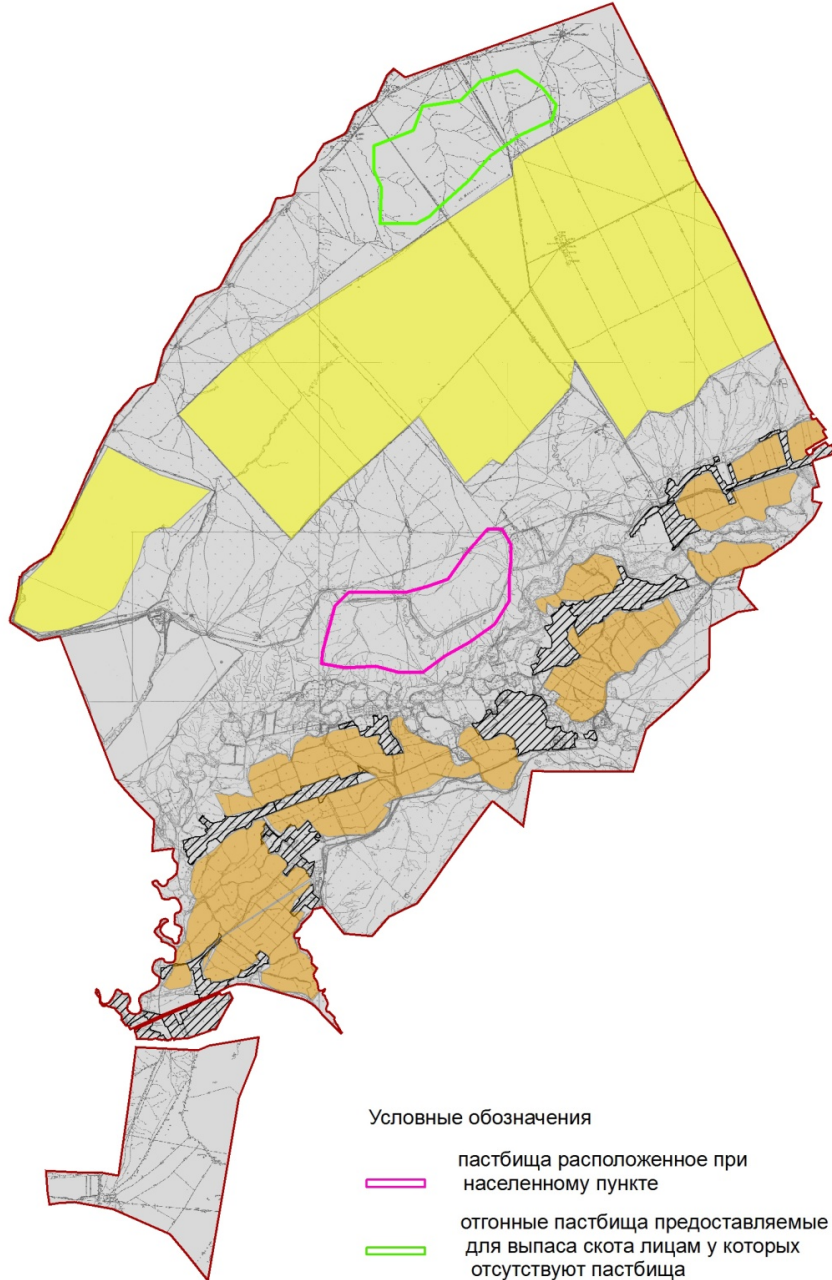 Условные обозначения
пастбища расположенное при
населенному пункте
отгонные пастбища предоставляемые
для выпаса скота лицам у которых
отсутствуют пастбища